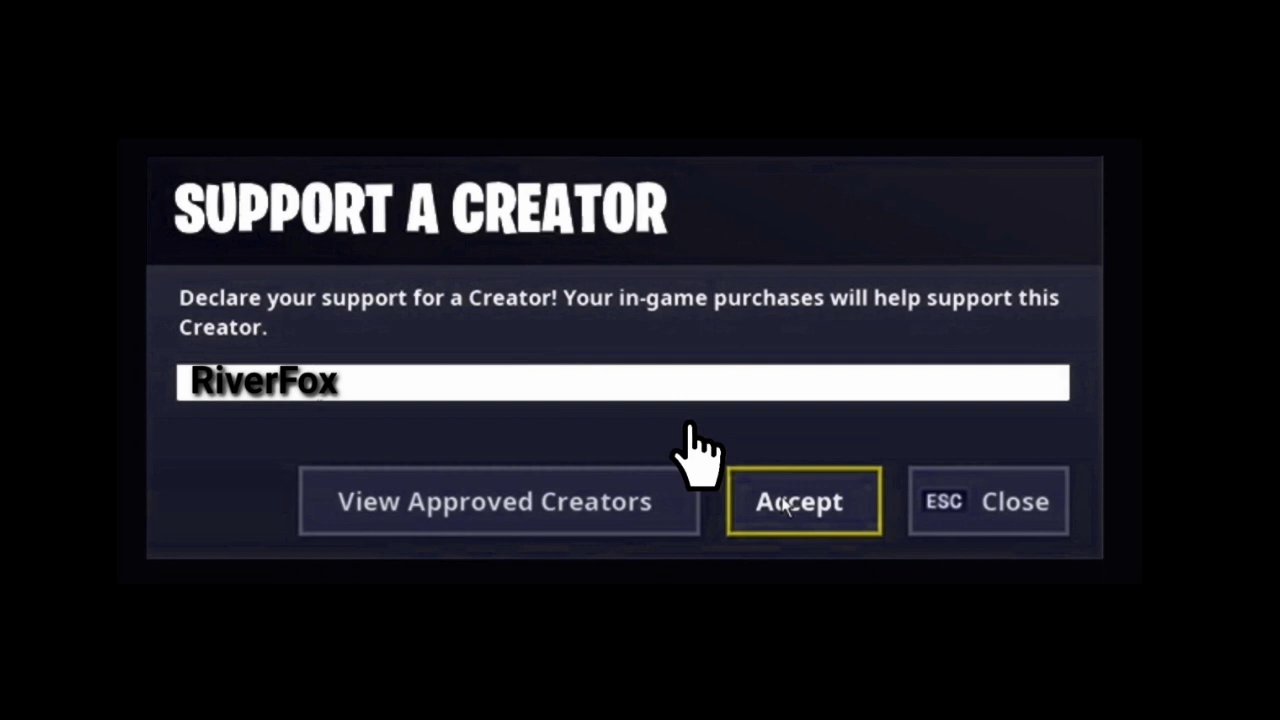 SUPPORT A CREATOR
Declare your support for a Creator! Your in-game purchases will help support this
Creator.
RiverFox
View Approved Creators
Accept
ESC Close